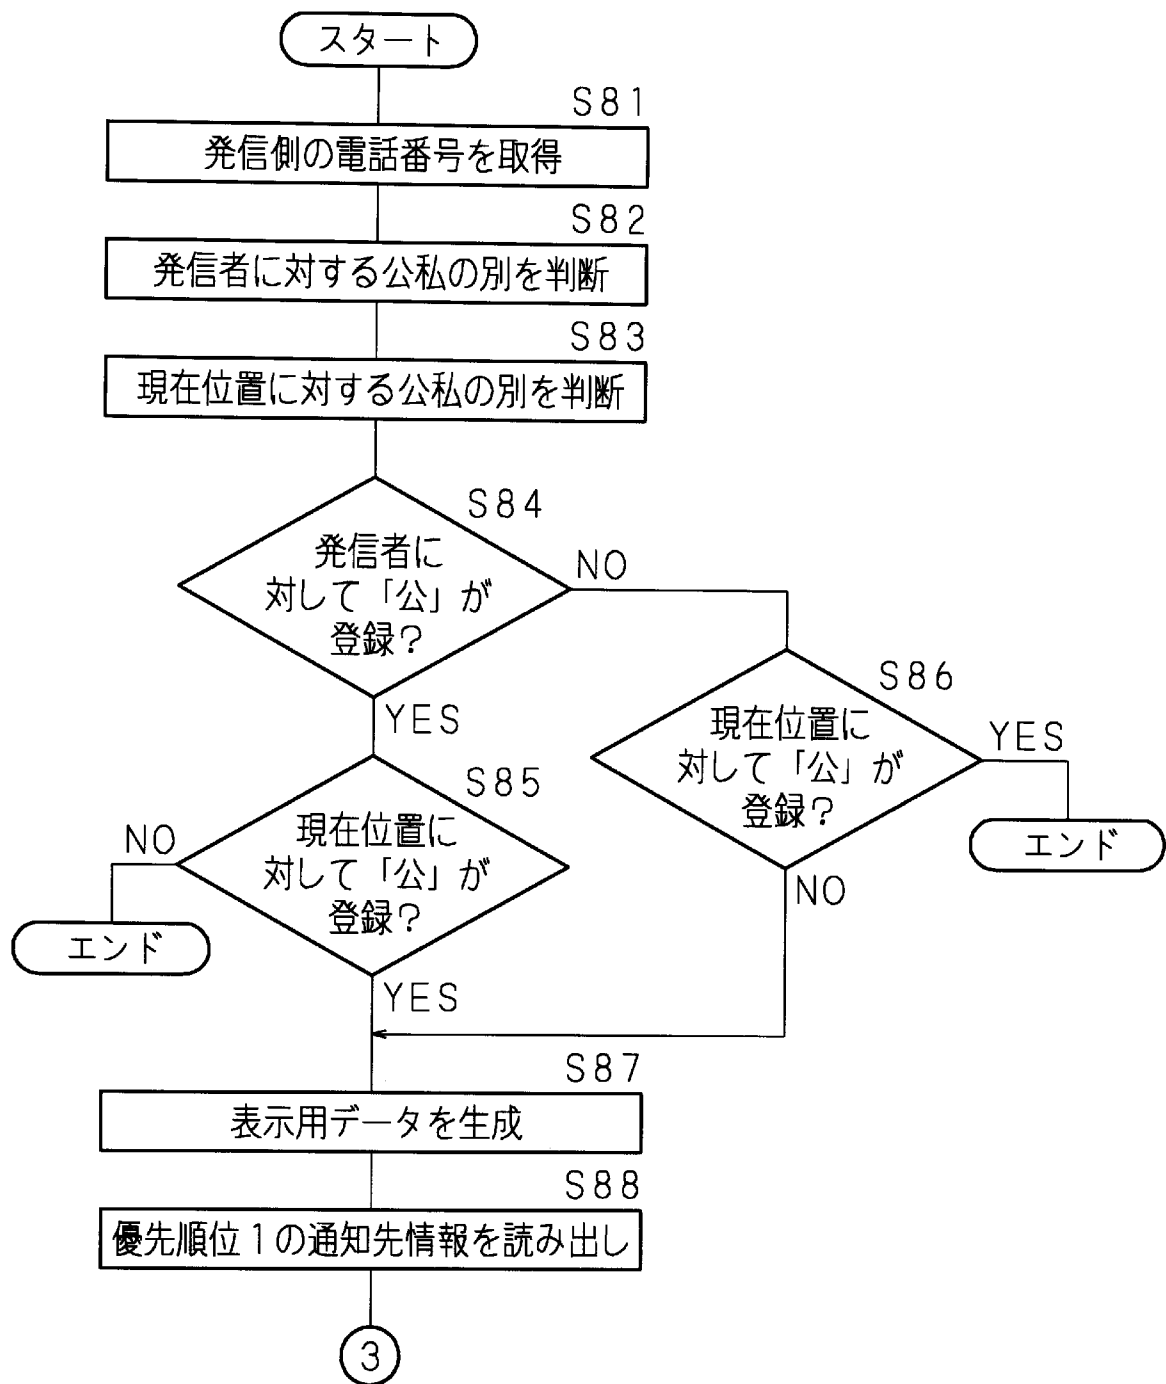 スタート
S81
発信側の電話番号を取得
S82
発信者に対する公私の別を判断
S83
現在位置に対する公私の別を判断
S84
発信者に
対して「公」が
登録?
NO
YES
S86
現在位置に
対して「公」が
登録?
YES
エンド
NO
S85
現在位置に
対して「公」が
登録?
NO
エンド
YES
S87
表示用データを生成
S88
優先順位1の通知先情報を読み出し
3